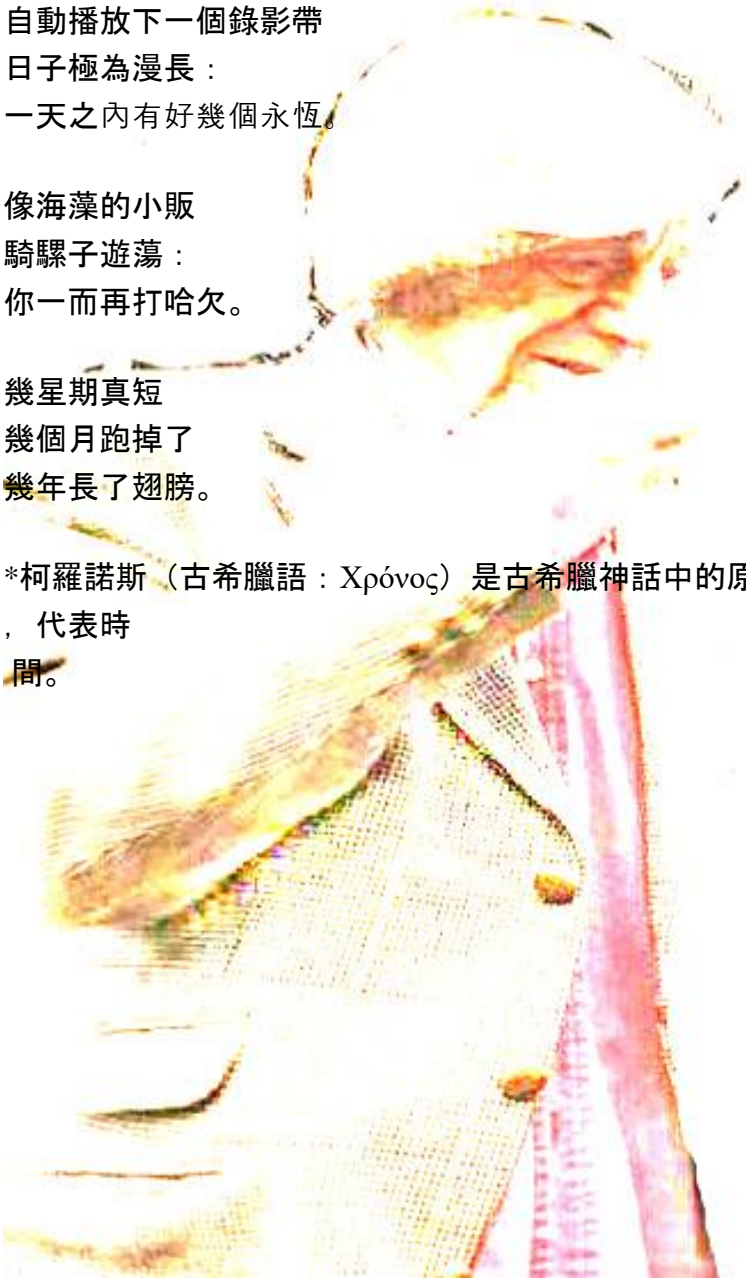 自動播放下一個錄影帶
日子極為漫長：
一天之內有好幾個永恆。
像海藻的小販
騎騾子遊蕩：
你一而再打哈欠。
幾星期真短
幾個月跑掉了
幾年長了翅膀。
*柯羅諾斯（古希臘語：Χρόνος）是古希臘神話中的原
，代表時
間。